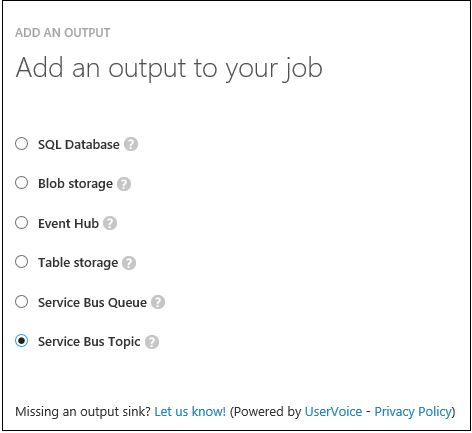 ADD AN OUTPUT
Add an output to your job
SQL Database ?
Blob storage ?
Event Hub ?
Table storage ?
Service Bus Queue ?
Service Bus Topic ?
Missing an output sink? Let us know! (Powered by UserVoice - Privacy Policy)